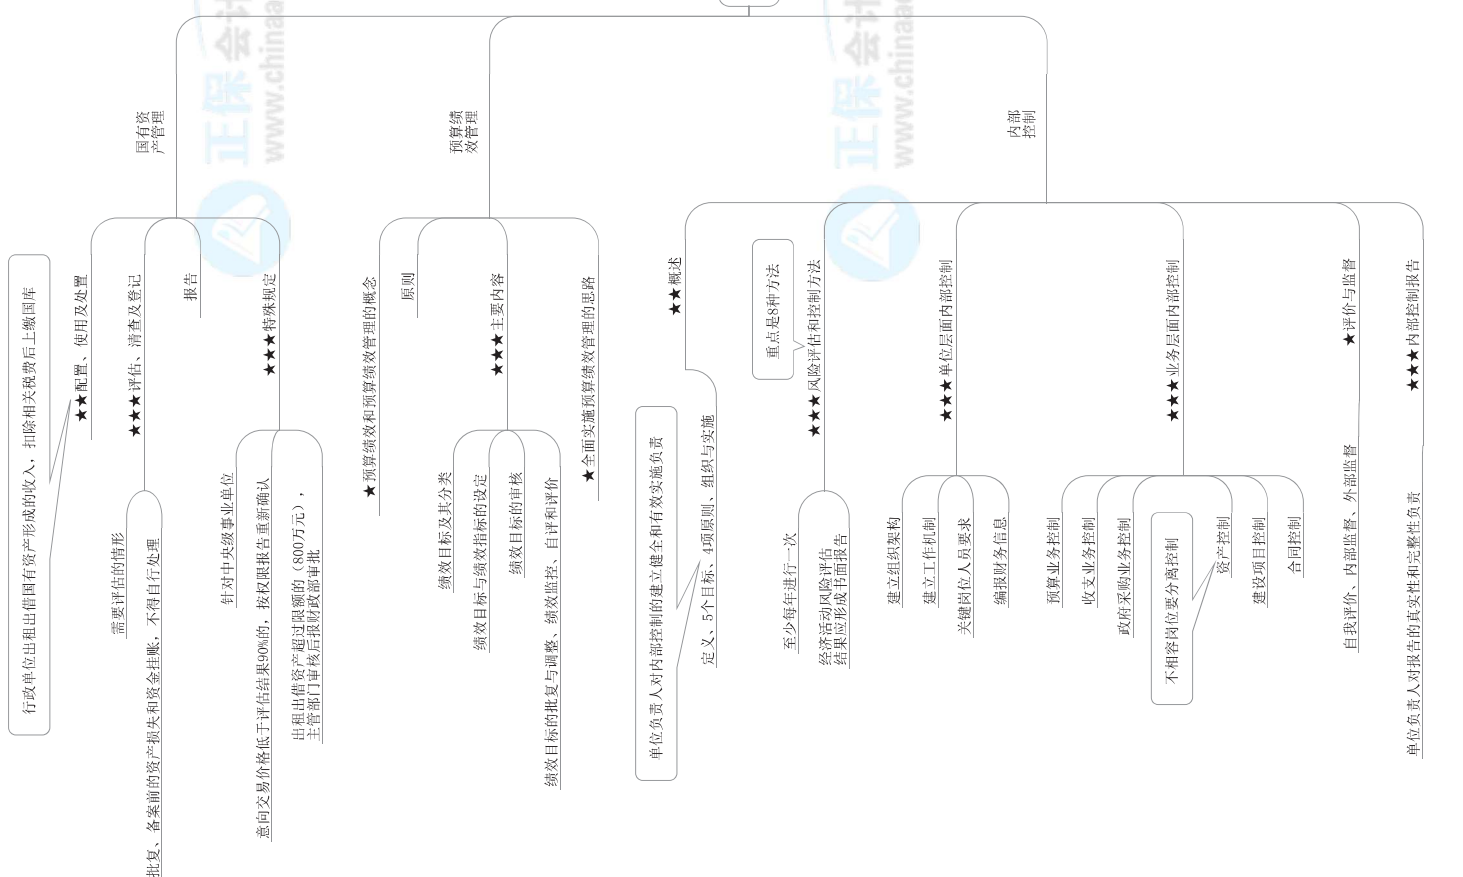 国有资
产管理
行政单位出租出借国有资产形成的收入，扣除相关税费后上缴国库
★★配置、使用及处置
★★★评估、清查及登记
需要评估的情形
批复、备案前的资产损失和资金挂账，不得自行处理
报告
★★★特殊规定
针对中央级事业单位
意向交易价格低于评估结果90%的，按权限报告重新确认
出租出借资产超过限额的（800万元），
主管部门审核后报财政部审批
预算绩
效管理
★预算绩效和预算绩效管理的概念
原则
★★★主要内容
绩效目标及其分类
绩效目标与绩效指标的设定
绩效目标的审核
绩效目标的批复与调整、绩效监控、自评和评价
★全面实施预算绩效管理的思路
内部
控制
★★概述
单位负责人对内部控制的建立健全和有效实施负责
定义、5个目标、4项原则、组织与实施
重点是8种方法
★★★风险评估和控制方法
至少每年进行一次
经济活动风险评估
结果应形成书面报告
★★★单位层面内部控制
建立组织架构
建立工作机制
关键岗位人员要求
编报财务信息
★★★业务层面内部控制
预算业务控制
收支业务控制
政府采购业务控制
不相容岗位要分离控制
资产控制
建设项目控制
合同控制
★评价与监督
自我评价、内部监督、外部监督
★★★内部控制报告
单位负责人对报告的真实性和完整性负责
正保会计
www.chinaac
正保会计
www.chinaac